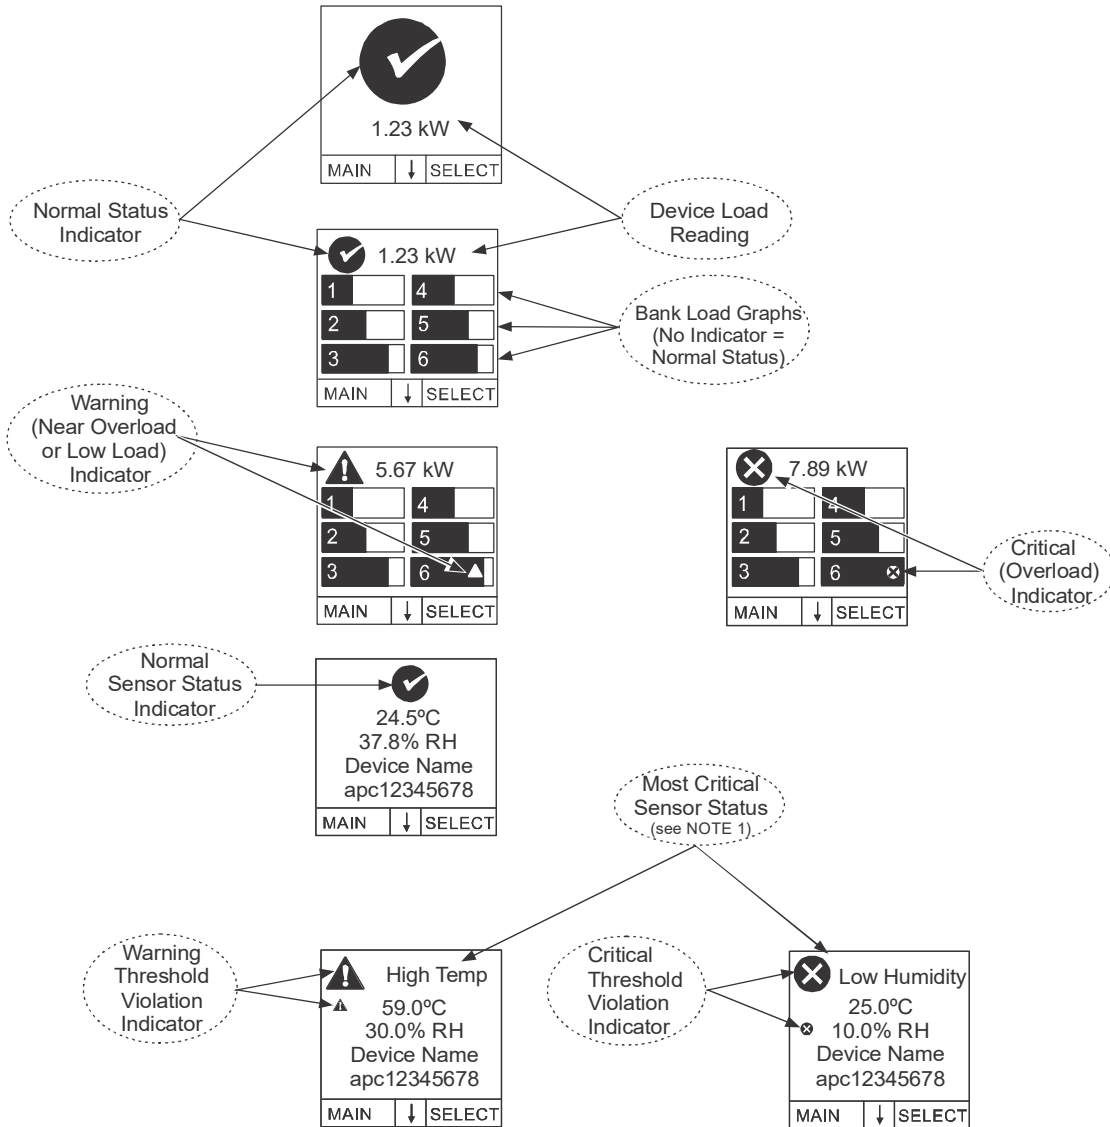 1.23 kW
MAIN ↓ SELECT
Normal Status
Indicator
Device Load
Reading
1.23 kW
1 4
2 5
3 6
MAIN ↓ SELECT
Bank Load Graphs
(No Indicator =
Normal Status)
Warning
(Near Overload
or Low Load)
Indicator
5.67 kW
1 4
2 5
3 6
MAIN ↓ SELECT
7.89 kW
1 4
2 5
3 6
MAIN ↓ SELECT
Critical
(Overload)
Indicator
Normal
Sensor Status
Indicator
24.5ºC
37.8% RH
Device Name
apc12345678
MAIN ↓ SELECT
Most Critical
Sensor Status
(see NOTE 1)
Warning
Threshold
Violation
Indicator
High Temp
59.0ºC
30.0% RH
Device Name
apc12345678
MAIN ↓ SELECT
Critical
Threshold
Violation
Indicator
Low Humidity
25.0ºC
10.0% RH
Device Name
apc12345678
MAIN ↓ SELECT